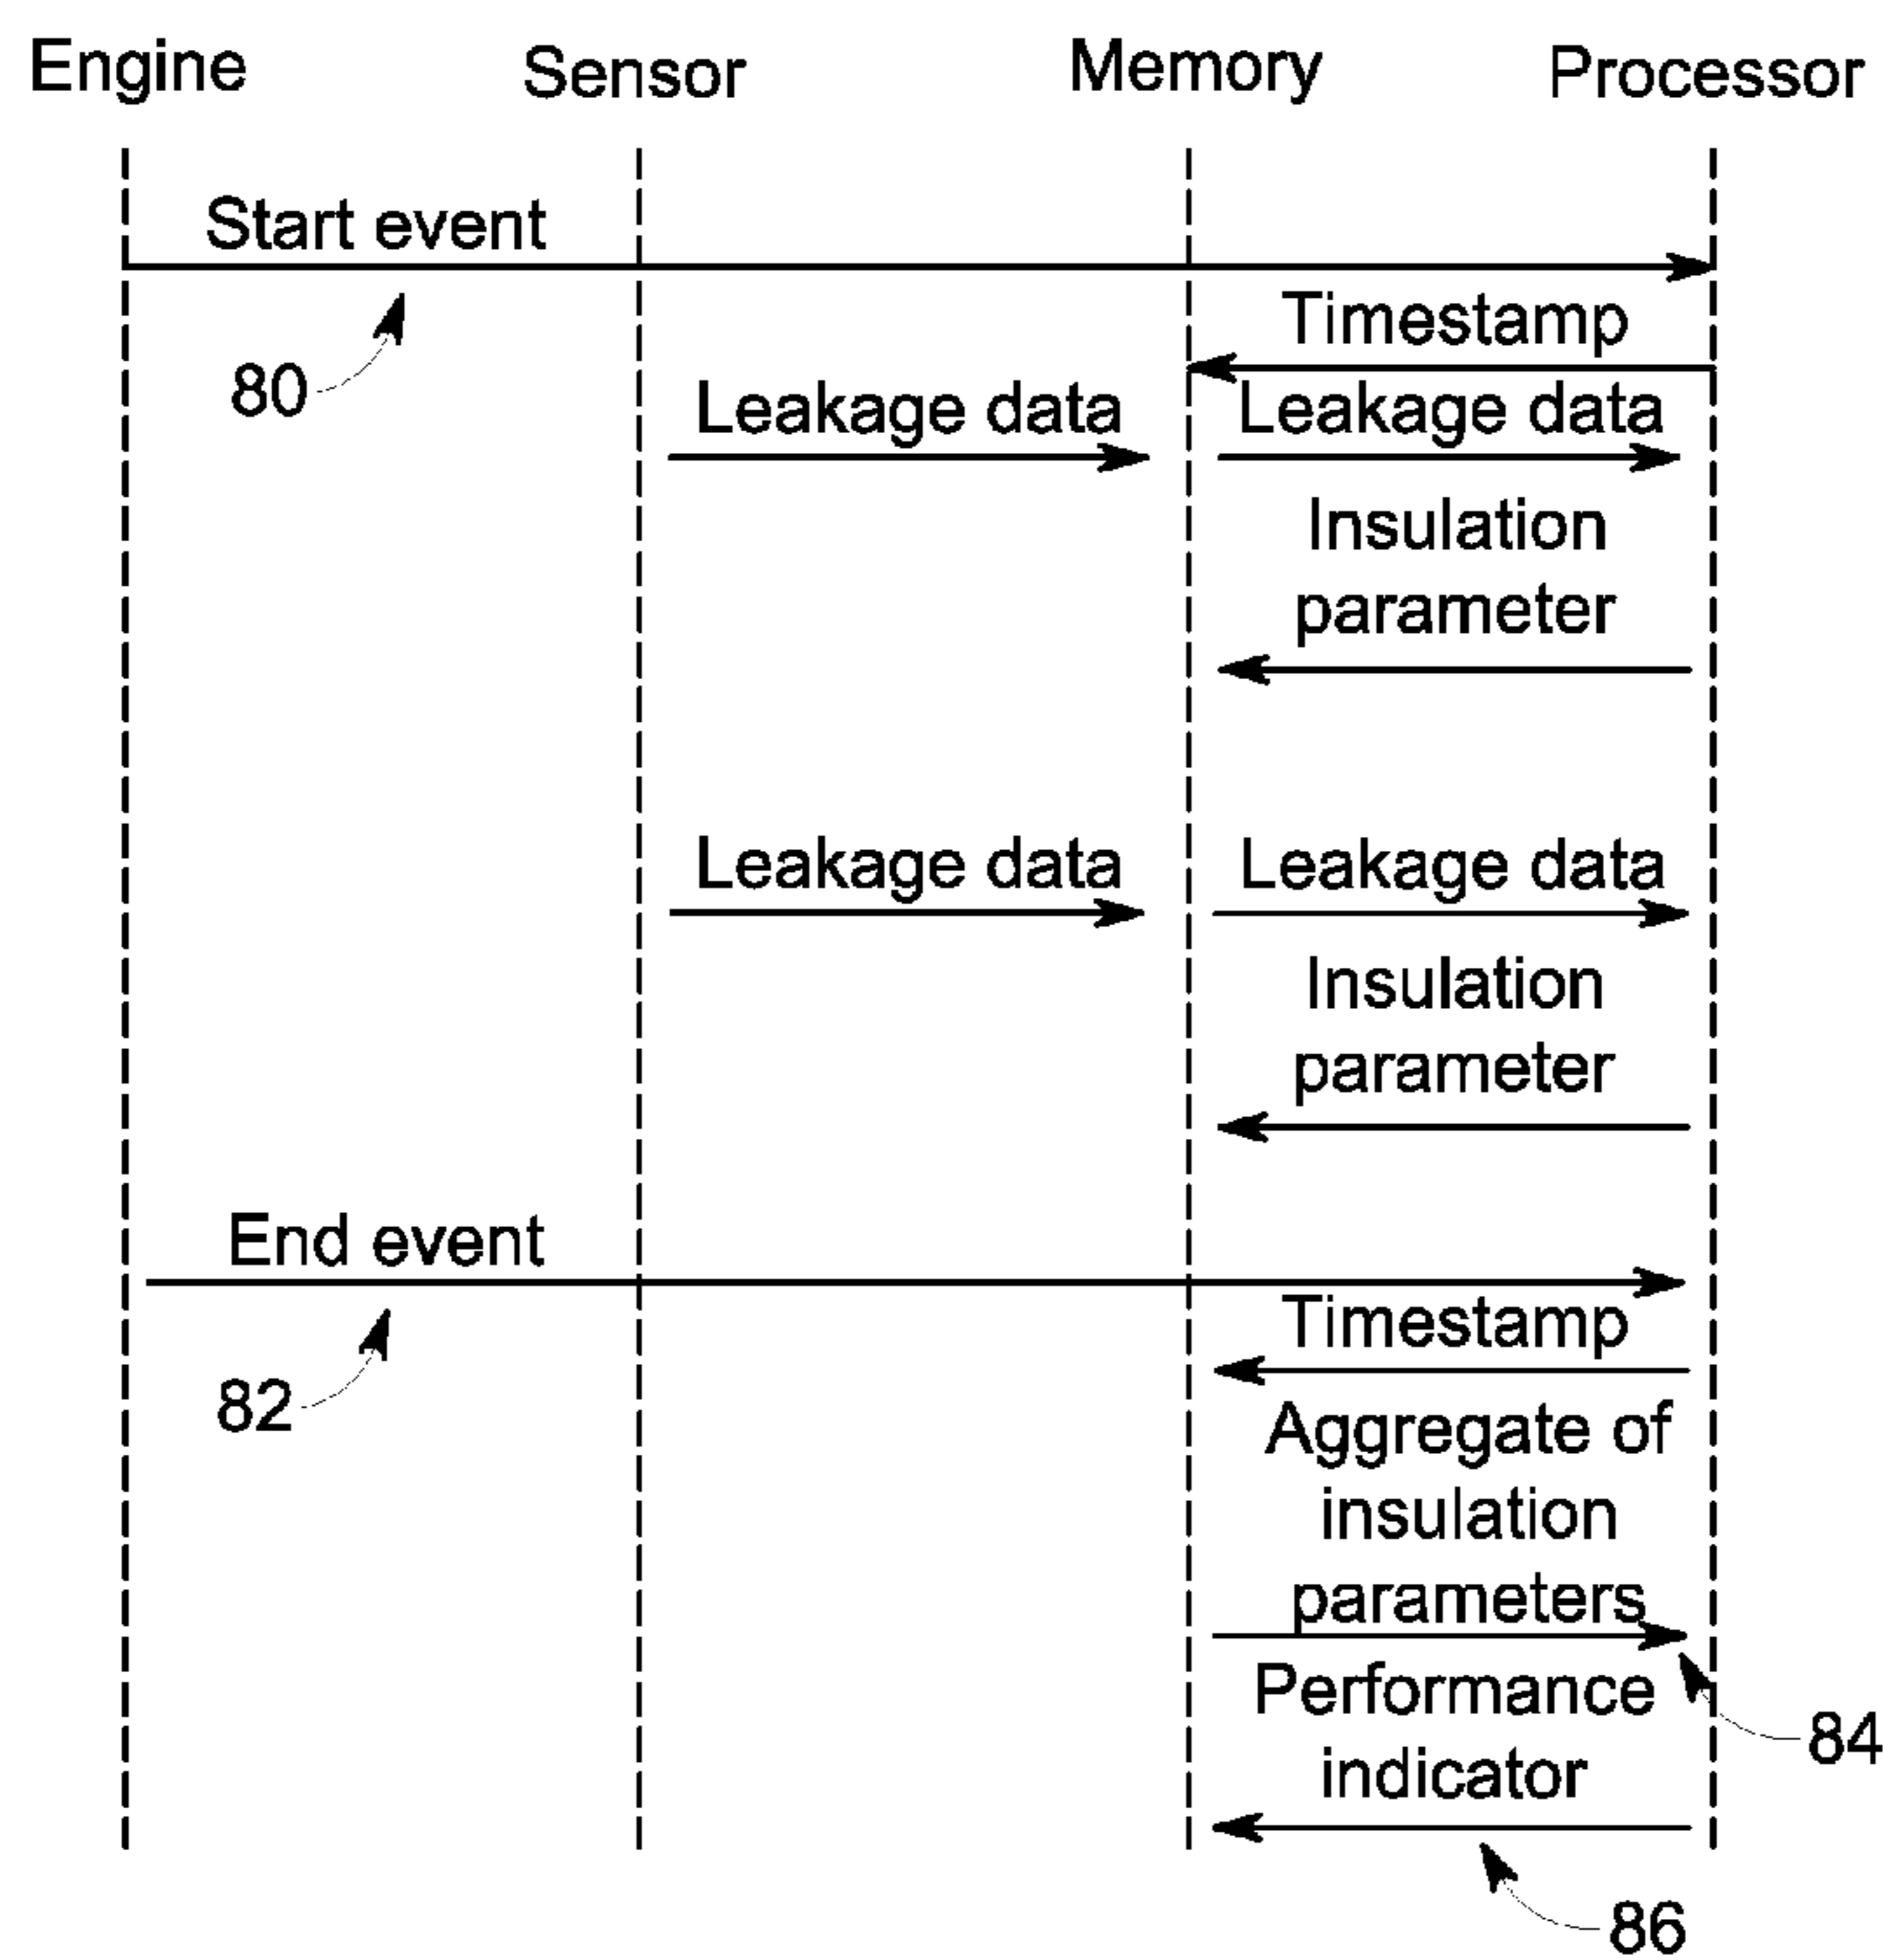 Engine Sensor Memory Processor
Start event
Timestamp
80
Leakage data Leakage data
Insulation
parameter
Leakage data Leakage data
Insulation
parameter
End event
Timestamp
82
Aggregate of
insulation
parameters
Performance
84
indicator
86